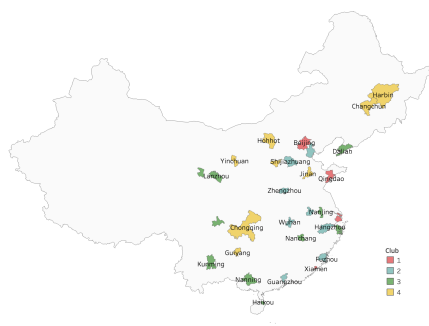 Harbin
Changchun
Hohhot
Beijing
Dalian
Yinchuan
Shijiazhuang
Lanzhou
Jinan
Qingdao
Zhengzhou
Nanjing
Wuhan
Hangzhou
Chongqing
Nanchang
Guiyang
Fuzhou
Kunming
Xiamen
Nanning
Guangzhou
Haikou
Club
1
2
3
4